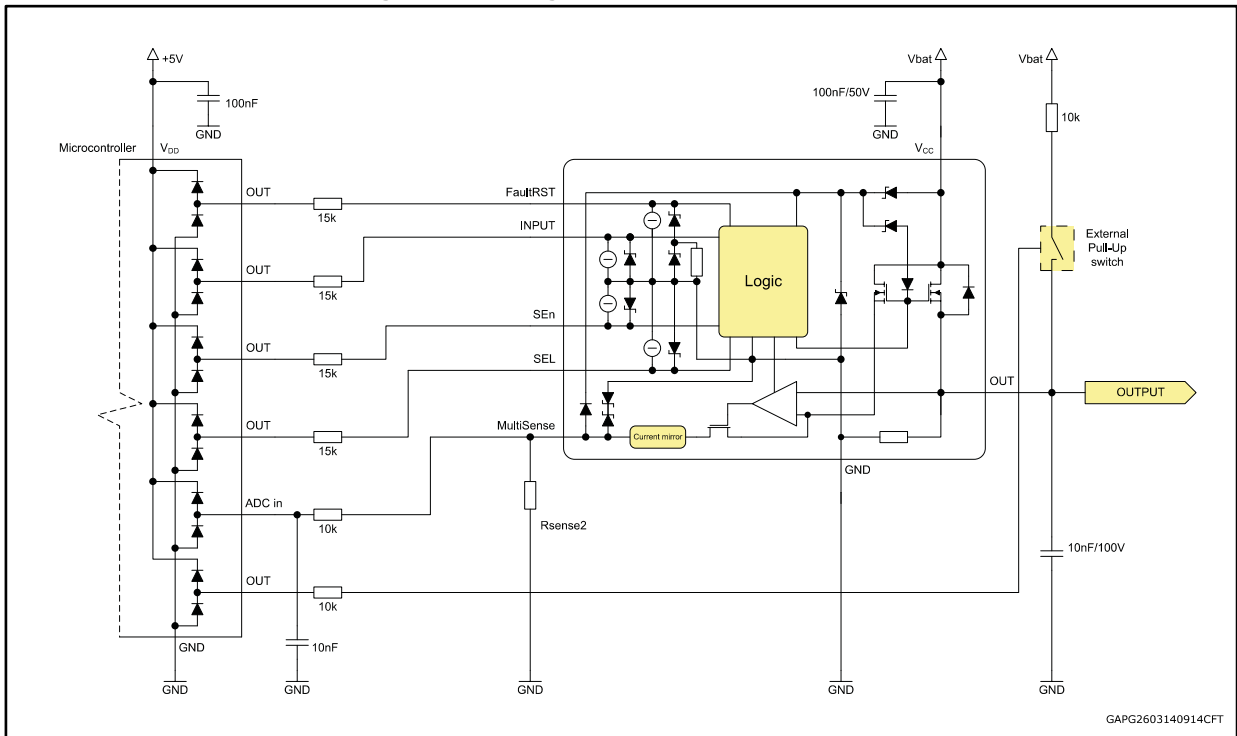 +5V
100nF
GND
Microcontroller
VDD
OUT
15k
OUT
15k
OUT
15k
OUT
15k
ADC in
10k
OUT
10k
GND
10nF
GND
GND
Vbat
100nF/50V
GND
VCC
Vbat
10k
FaultRST
INPUT
SEn
SEL
MultiSense
Logic
Current mirror
OUT
GND
External
Pull-Up
switch
OUTPUT
Rsense2
10nF/100V
GND
GND
GND
GAPG2603140914CFT